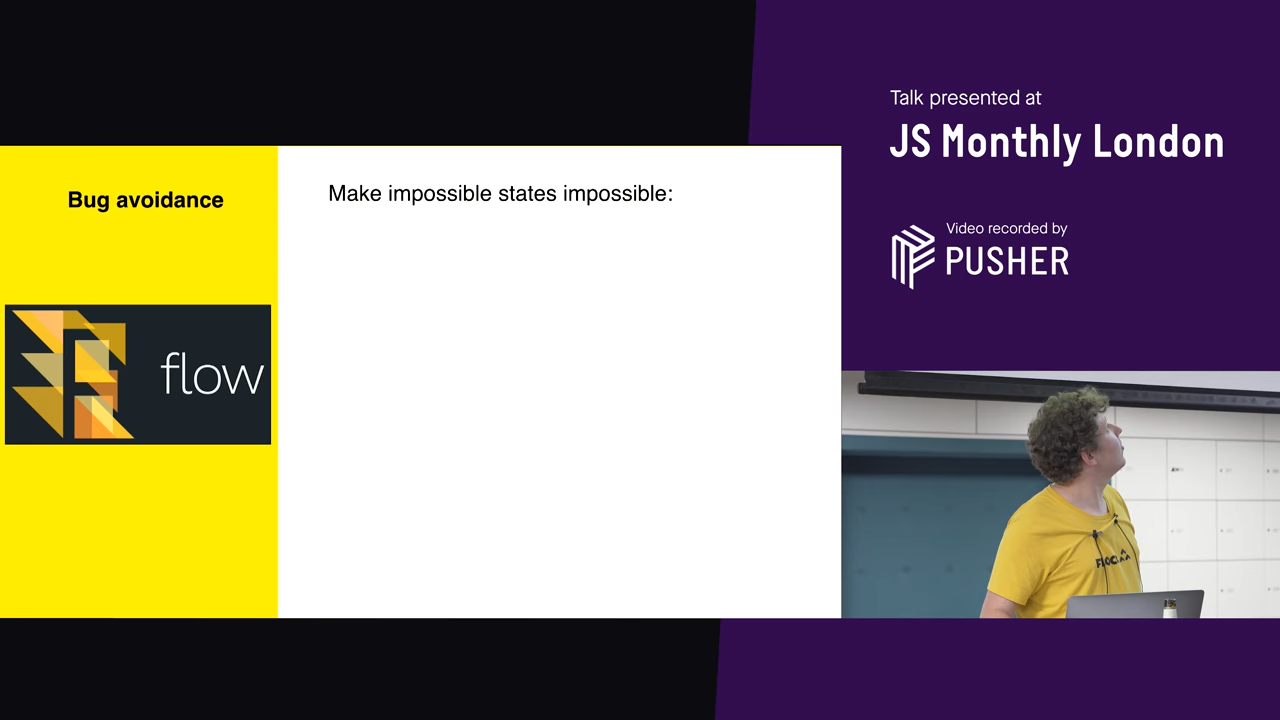 Talk presented at
JS Monthly London
Video recorded by
PUSHER
Bug avoidance
Make impossible states impossible:
flow